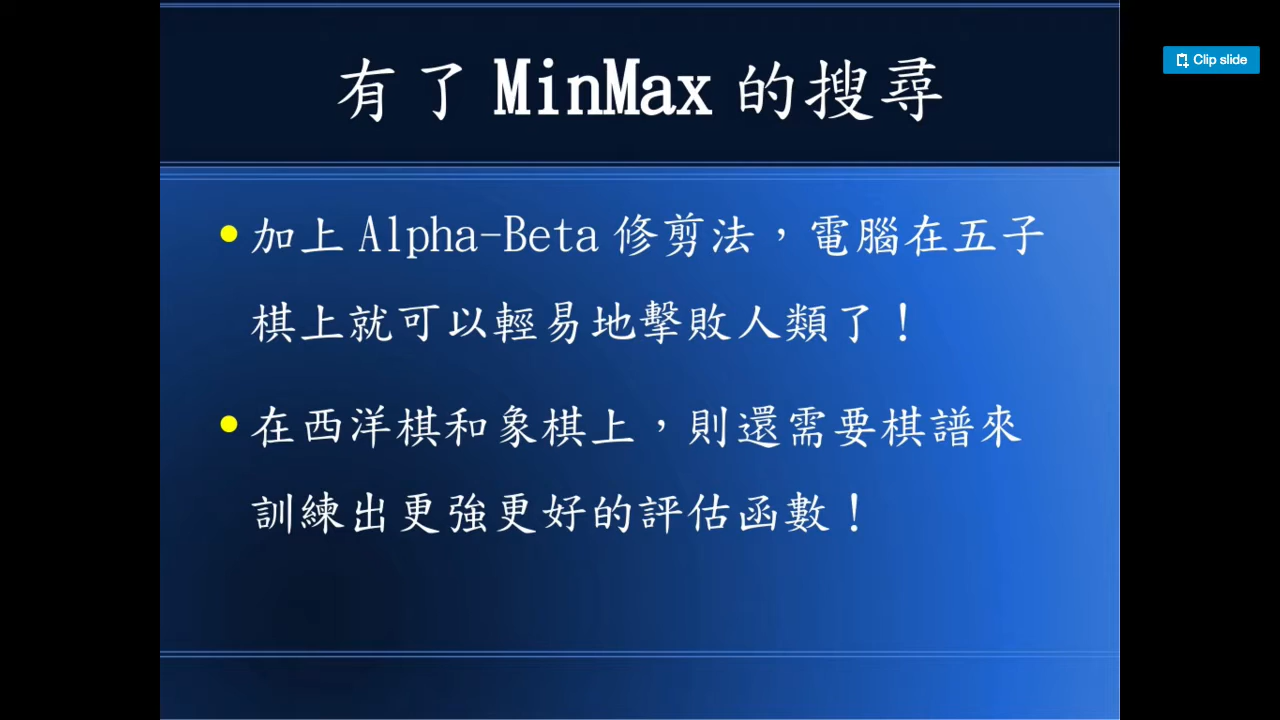 有了 MinMax 的搜尋
Clip slide
加上 Alpha-Beta 修剪法，電腦在五子
棋上就可以輕易地擊敗人類了！
在西洋棋和象棋上，則還需要棋譜來
訓練出更強更好的評估函數！